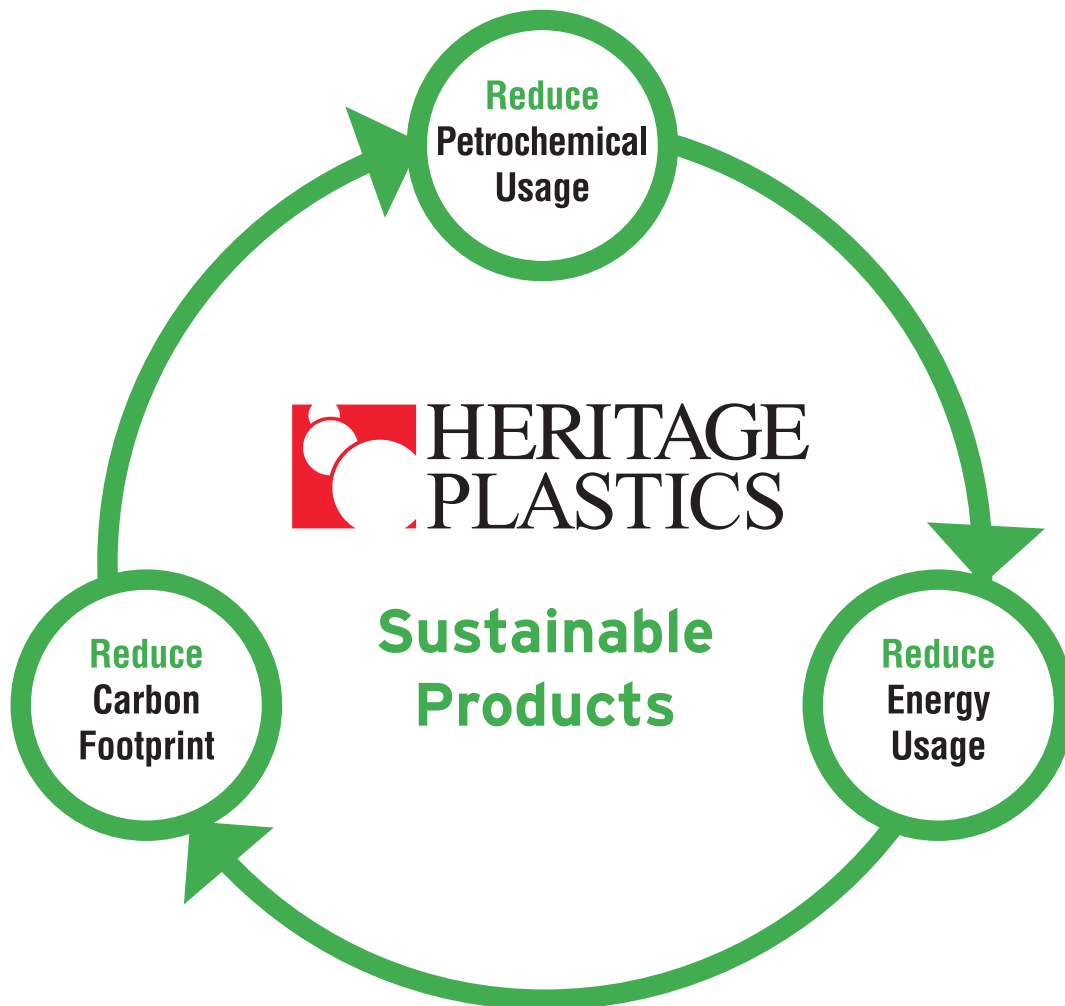 Reduce
Petrochemical
Usage
HERITAGE
PLASTICS
Sustainable
Products
Reduce
Carbon
Footprint
Reduce
Energy
Usage